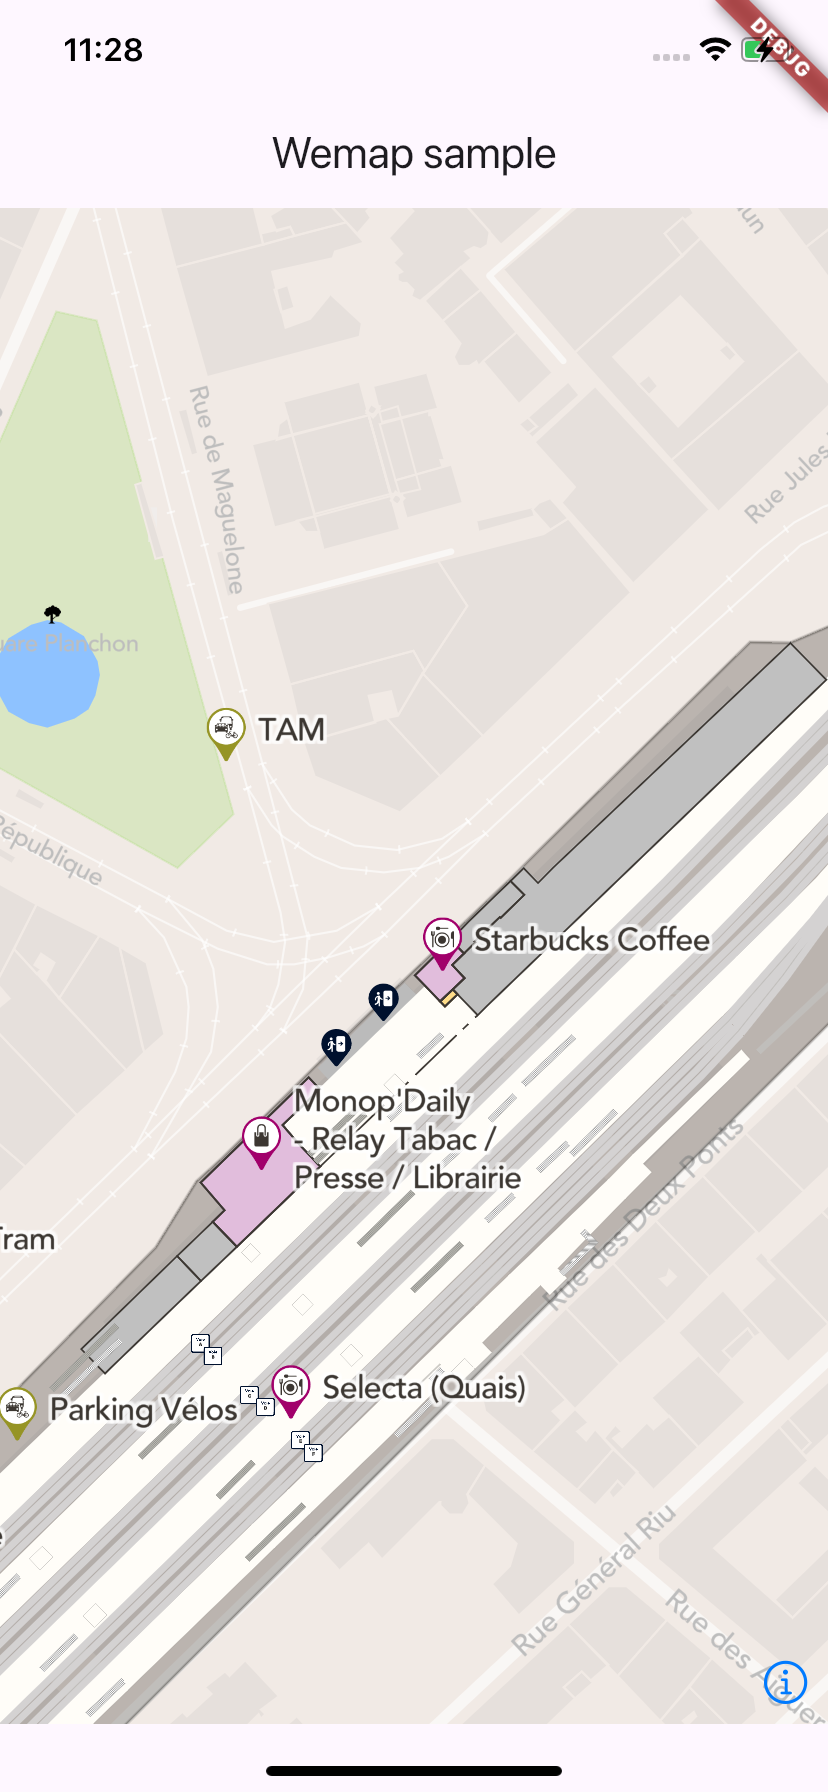 11:28
DEBUG
Wemap sample
Rue de Maguelone
Rue Jules
Planchon
TAM
République
Starbucks Coffee
Monop'Daily
- Relay Tabac /
Presse / Librairie
Rue des Deux Ponts
Tram
Selecta (Quais)
Parking Vélos
Rue Général Riu
Rue des